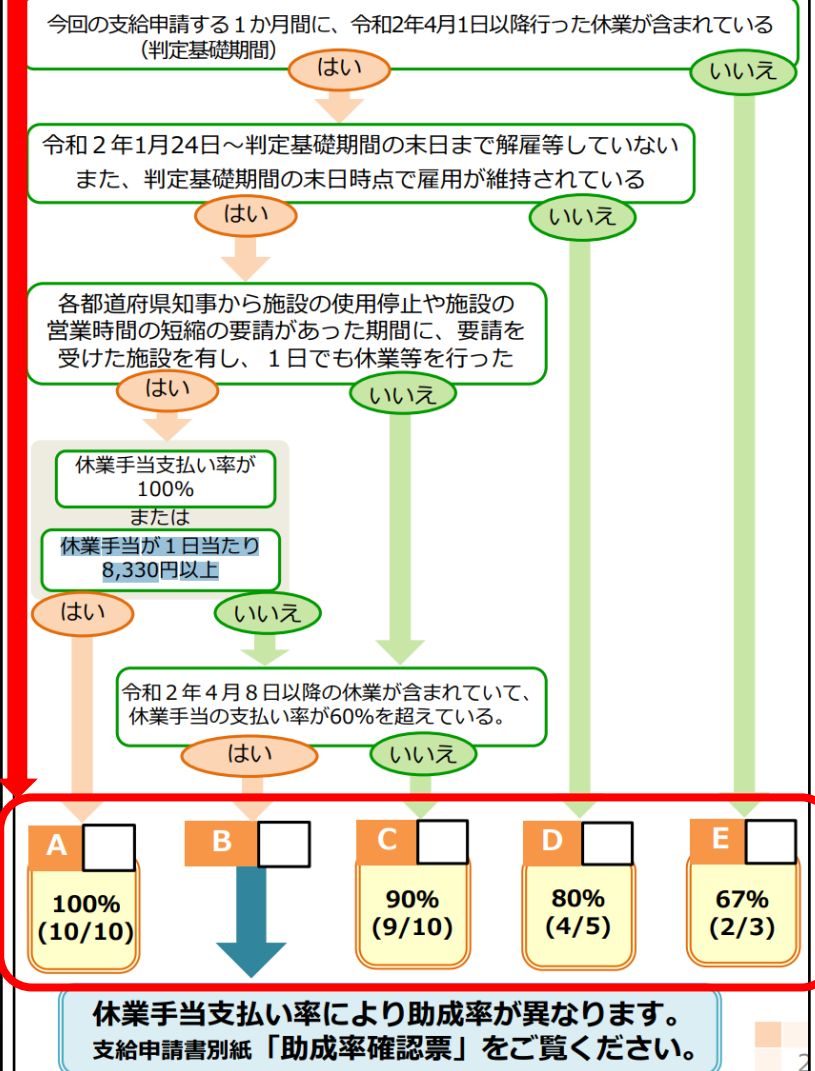 今回の支給申請する１か月間に、令和2年4月1日以降行った休業が含まれている
（判定基礎期間）
はい
いいえ
令和２年1月24日～判定基礎期間の末日まで解雇等していない
また、判定基礎期間の末日時点で雇用が維持されている
はい
いいえ
各都道府県知事から施設の使用停止や施設の
営業時間の短縮の要請があった期間に、要請を
受けた施設を有し、１日でも休業等を行った
はい
いいえ
休業手当支払い率が
100%
または
休業手当が１日当たり
8,330円以上
はい
いいえ
令和２年４月８日以降の休業が含まれていて、
休業手当の支払い率が60%を超えている。
はい
いいえ
A
B
C
D
E
100%
(10/10)
90%
(9/10)
80%
(4/5)
67%
(2/3)
休業手当支払い率により助成率が異なります。
支給申請書別紙「助成率確認票」をご覧ください。
2